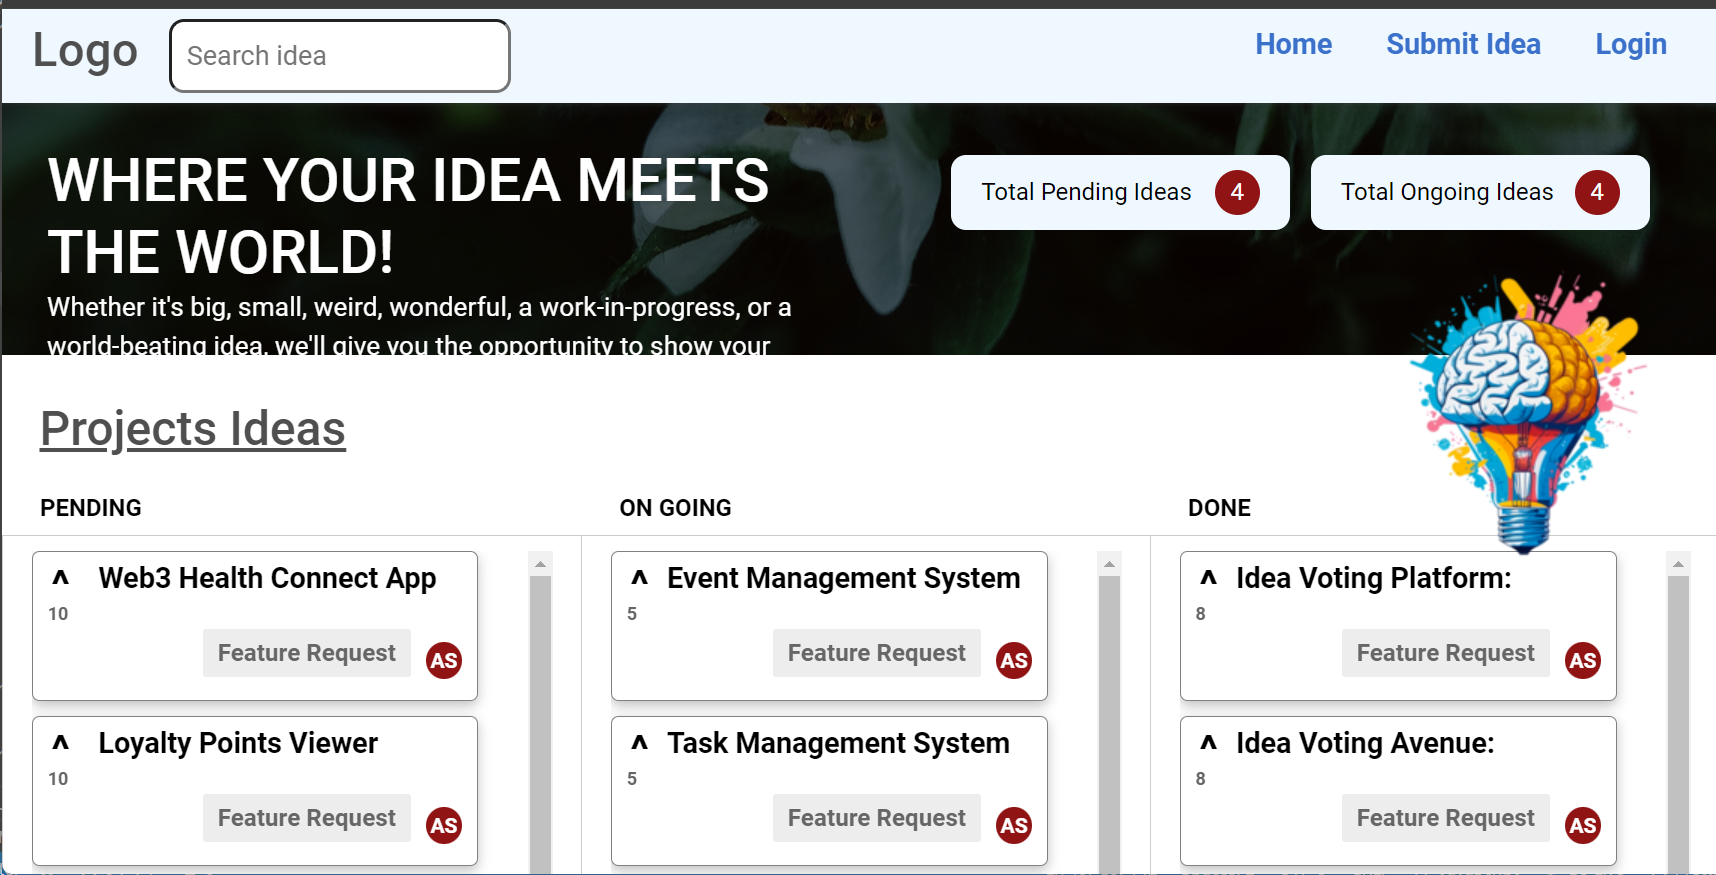 Logo
Search idea
Home
Submit Idea
Login
WHERE YOUR IDEA MEETS
THE WORLD!
Whether it's big, small, weird, wonderful, a work-in-progress, or a
world-beating idea, we'll give you the opportunity to show your
Total Pending Ideas 4
Total Ongoing Ideas 4
Projects Ideas
PENDING
^ Web3 Health Connect App
10
Feature Request
AS
^ Loyalty Points Viewer
10
Feature Request
AS
ON GOING
^ Event Management System
5
Feature Request
AS
^ Task Management System
5
Feature Request
AS
DONE
^ Idea Voting Platform:
8
Feature Request
AS
^ Idea Voting Avenue:
8
Feature Request
AS